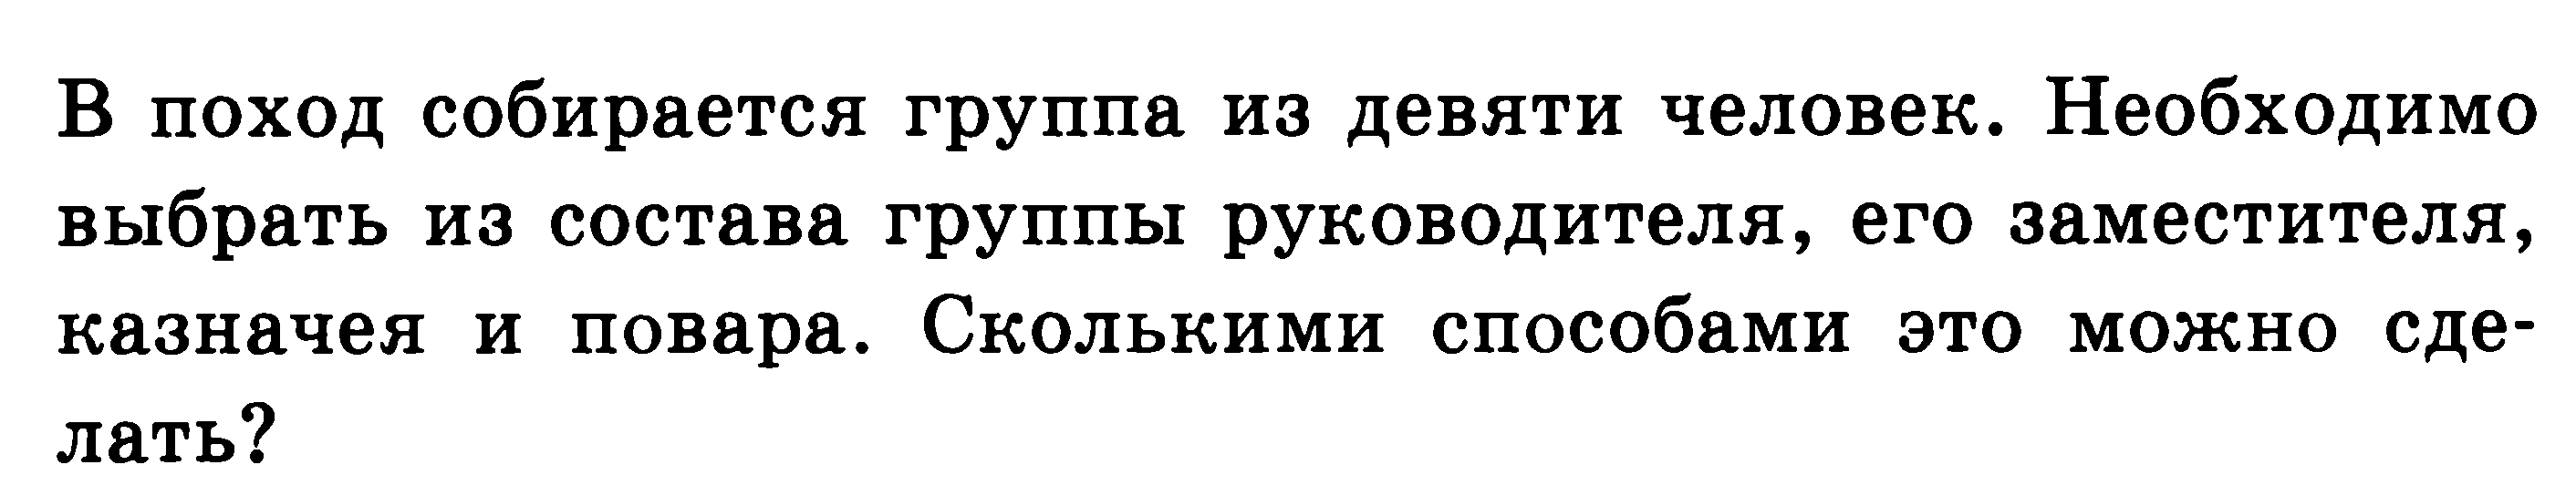 В поход собирается группа из девяти человек. Необходимо
выбрать из состава группы руководителя, его заместителя,
казначея и повара. Сколькими способами это можно сде-
лать?